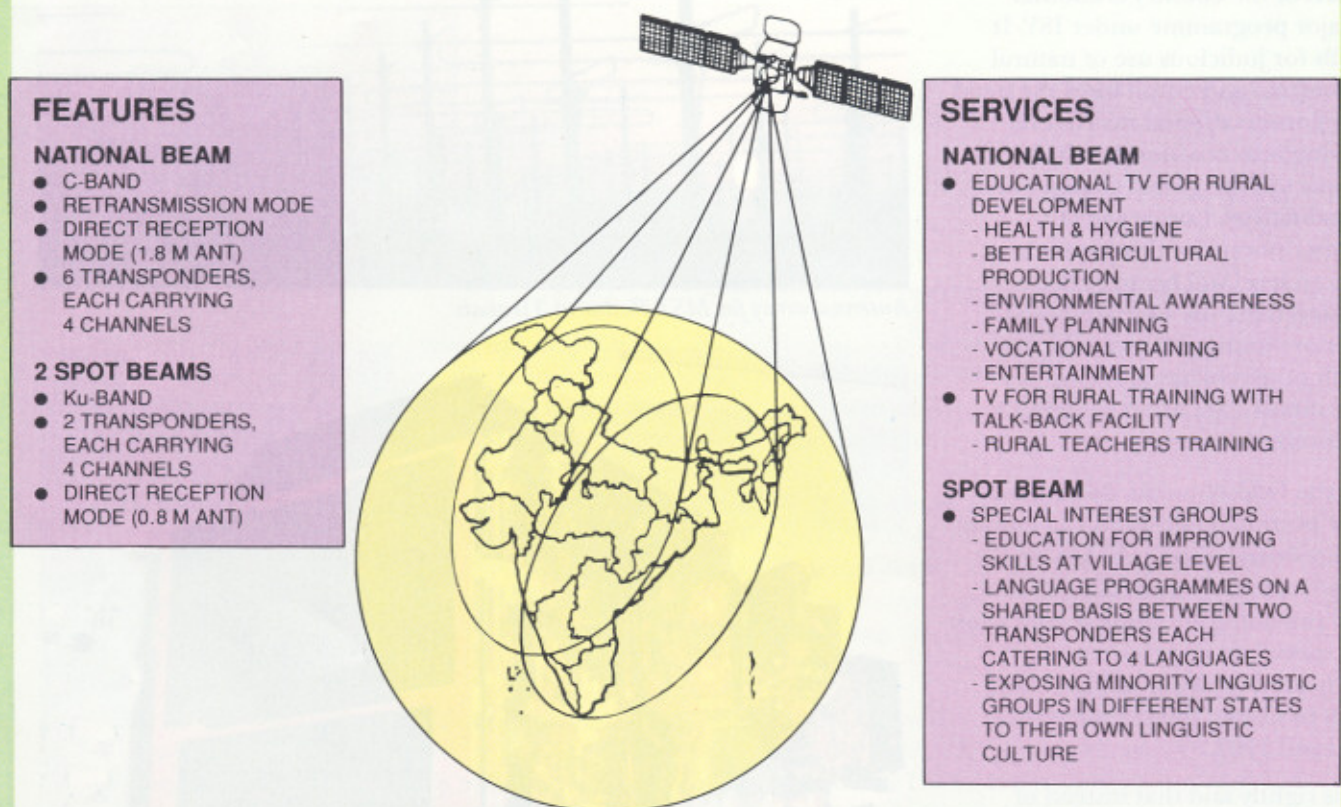 FEATURES
NATIONAL BEAM
● C-BAND
● RETRANSMISSION MODE
● DIRECT RECEPTION
MODE (1.8 M ANT)
● 6 TRANSPONDERS,
EACH CARRYING
4 CHANNELS
2 SPOT BEAMS
● Ku-BAND
● 2 TRANSPONDERS,
EACH CARRYING
4 CHANNELS
● DIRECT RECEPTION
MODE (0.8 M ANT)
SERVICES
NATIONAL BEAM
● EDUCATIONAL TV FOR RURAL
DEVELOPMENT
- HEALTH & HYGIENE
- BETTER AGRICULTURAL
PRODUCTION
- ENVIRONMENTAL AWARENESS
- FAMILY PLANNING
- VOCATIONAL TRAINING
- ENTERTAINMENT
● TV FOR RURAL TRAINING WITH
TALK-BACK FACILITY
- RURAL TEACHERS TRAINING
SPOT BEAM
● SPECIAL INTEREST GROUPS
- EDUCATION FOR IMPROVING
SKILLS AT VILLAGE LEVEL
- LANGUAGE PROGRAMMES ON A
SHARED BASIS BETWEEN TWO
TRANSPONDERS EACH
CATERING TO 4 LANGUAGES
- EXPOSING MINORITY LINGUISTIC
GROUPS IN DIFFERENT STATES
TO THEIR OWN LINGUISTIC
CULTURE